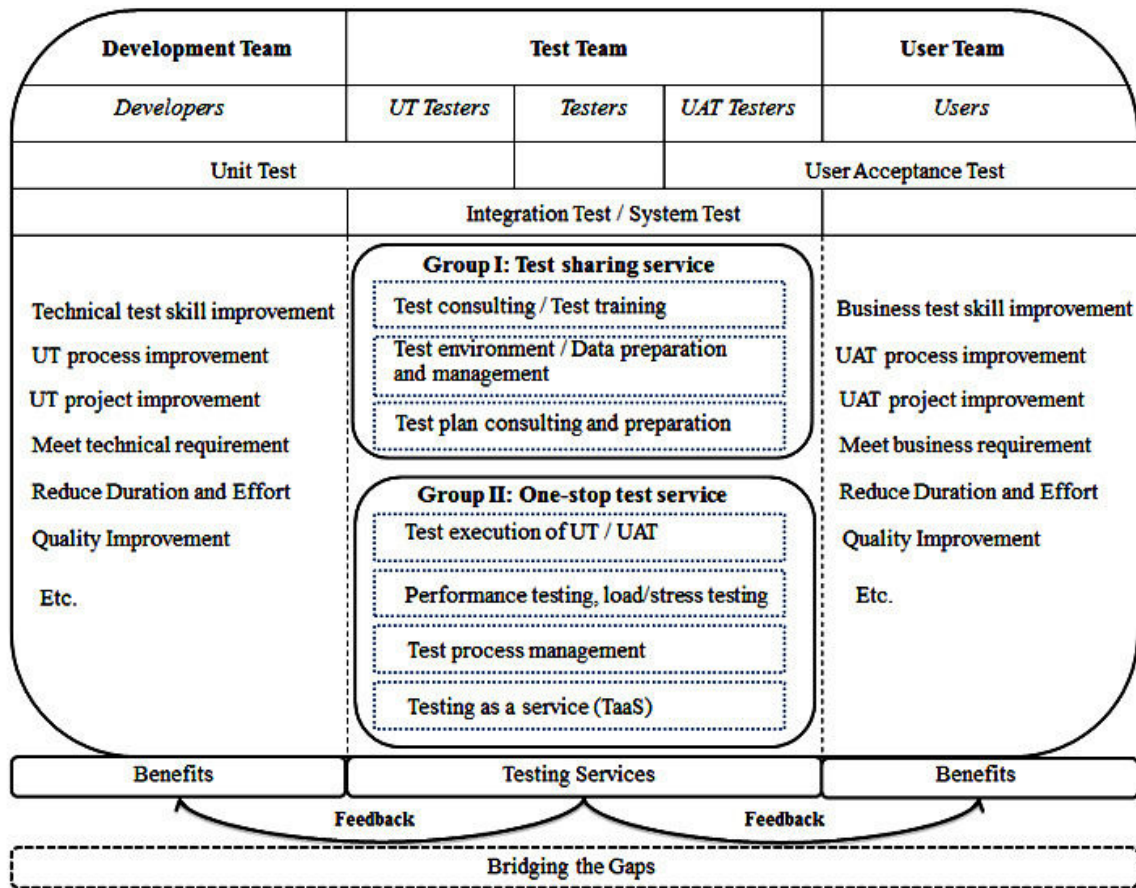 Development Team
Test Team
User Team
Developers
UT Testers
Testers
UAT Testers
Users
Unit Test
User Acceptance Test
Integration Test / System Test
Technical test skill improvement
UT process improvement
UT project improvement
Meet technical requirement
Reduce Duration and Effort
Quality Improvement
Etc.
Group I: Test sharing service
Test consulting / Test training
Test environment / Data preparation
and management
Test plan consulting and preparation
Group II: One-stop test service
Test execution of UT / UAT
Performance testing, load/stress testing
Test process management
Testing as a service (TaaS)
Business test skill improvement
UAT process improvement
UAT project improvement
Meet business requirement
Reduce Duration and Effort
Quality Improvement
Etc.
Benefits
Testing Services
Benefits
Feedback
Feedback
Bridging the Gaps